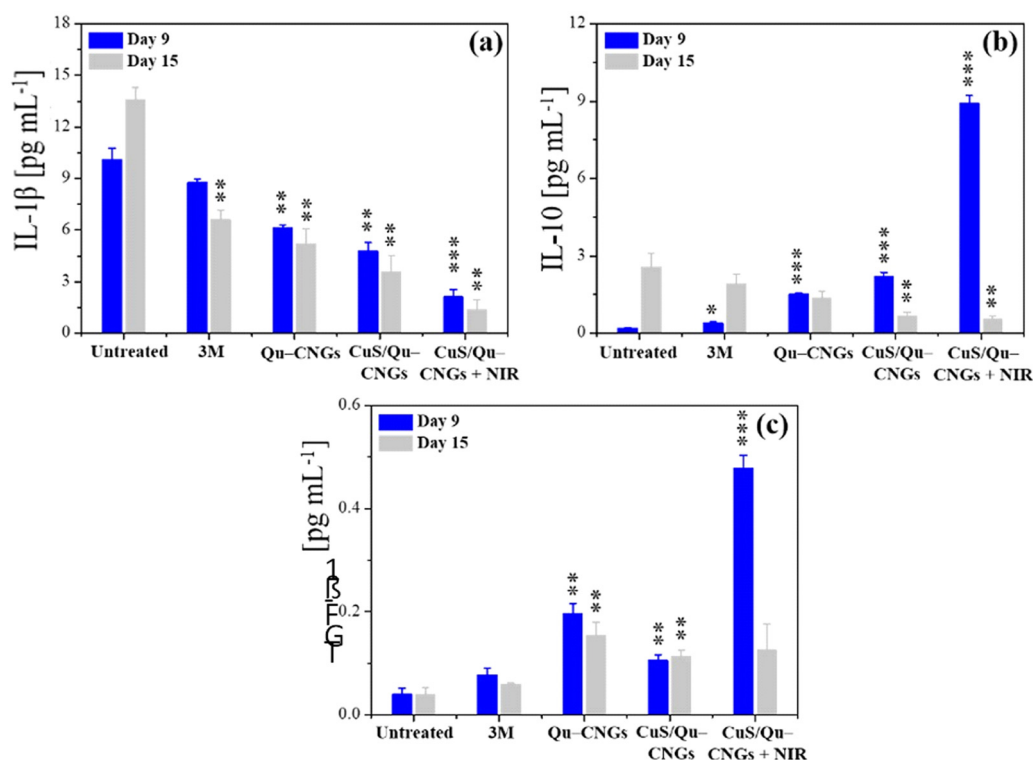 18
15
12
9
6
3
0
IL-1β [pg mL⁻¹]
Day 9
Day 15
(a)
**
**
**
**
**
***
**
Untreated
3M
Qu–CNGs
CuS/Qu–
CNGs
CuS/Qu–
CNGs + NIR
12
9
6
3
0
IL-10 [pg mL⁻¹]
Day 9
Day 15
(b)
*
***
***
**
***
**
Untreated
3M
Qu–CNGs
CuS/Qu–
CNGs
CuS/Qu–
CNGs + NIR
0.6
0.4
0.2
0.0
TGFβ1 [pg mL⁻¹]
Day 9
Day 15
(c)
**
**
**
**
***
Untreated
3M
Qu–CNGs
CuS/Qu–
CNGs
CuS/Qu–
CNGs + NIR